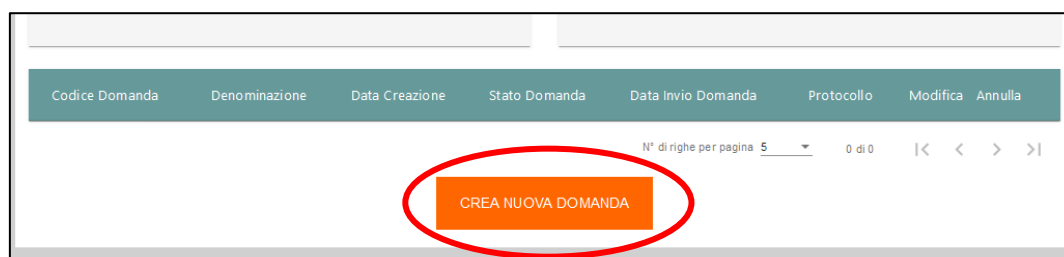 Codice Domanda Denominazione Data Creazione Stato Domanda Data Invio Domanda Protocollo Modifica Annulla
N° di righe per pagina 5 0 di 0
CREA NUOVA DOMANDA